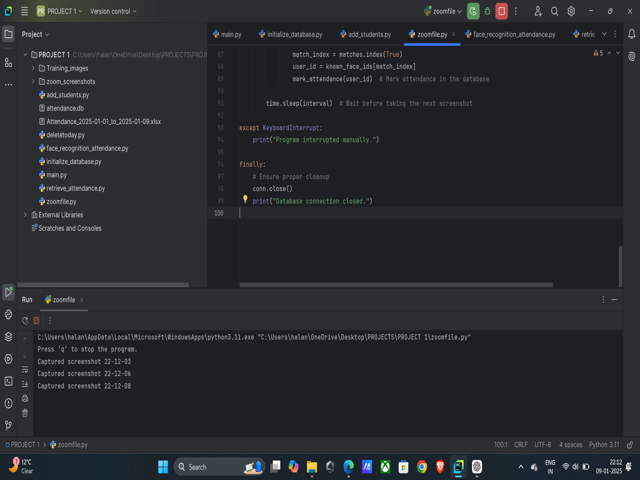 PR PROJECT 1
Version control
zoomfile
Project
main.py
initialize_database.py
add_students.py
zoomfile.py
face_recognition_attendance.py
retrie
PROJECT 1 C:\Users\halan\OneDrive\Desktop\PROJECTS\PROJEC
Training_images
zoom_screenshots
add_students.py
attendance.db
Attendance_2025-01-01_to_2025-01-09.xlsx
deletetoday.py
face_recognition_attendance.py
initialize_database.py
main.py
retrieve_attendance.py
zoomfile.py
External Libraries
Scratches and Consoles
5
87 match_index = matches.index(True)
88 user_id = known_face_ids[match_index]
89 mark_attendance(user_id) # Mark attendance in the database
90
91 time.sleep(interval) # Wait before taking the next screenshot
92
93 except KeyboardInterrupt:
94 print("Program interrupted manually.")
95
96 finally:
97 # Ensure proper cleanup
98 conn.close()
99 print("Database connection closed.")
100
Run zoomfile
C:\Users\halan\AppData\Local\Microsoft\WindowsApps\python3.11.exe "C:\Users\halan\OneDrive\Desktop\PROJECTS\PROJECT 1\zoomfile.py"
Press 'q' to stop the program.
Captured screenshot 22-12-03
Captured screenshot 22-12-06
Captured screenshot 22-12-08
PROJECT 1 > zoomfile.py
100:1 CRLF UTF-8 4 spaces Python 3.11
1
12°C
Clear
Search
ENG
IN
22:12
09-01-2025